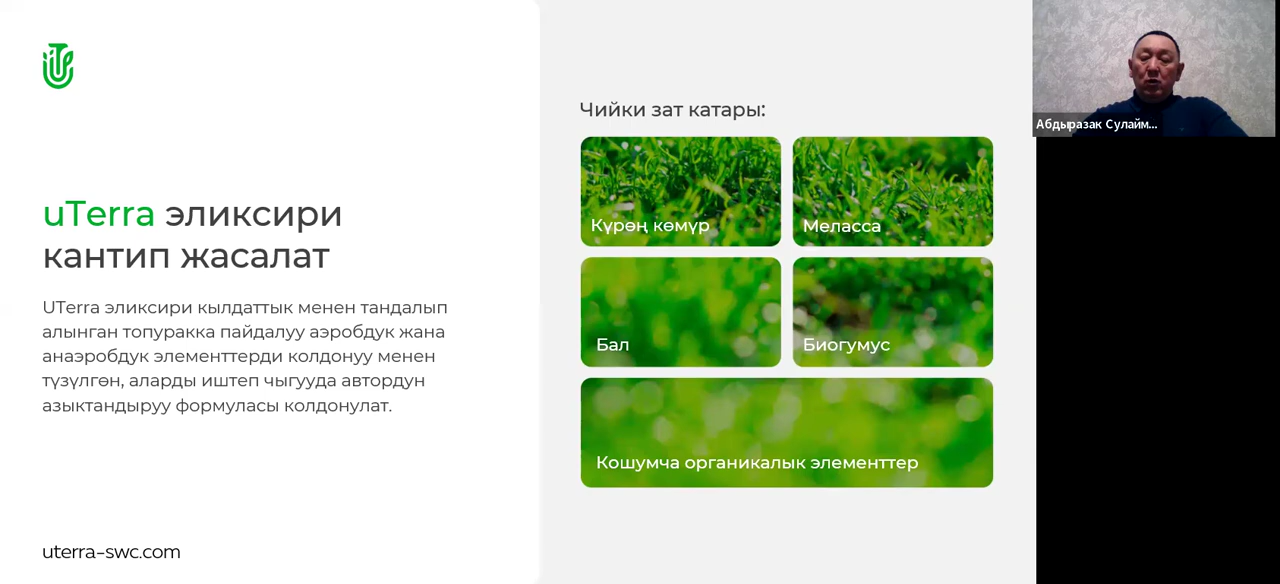 uTerra эликсири
кантип жасалат
UTerra эликсири кылдаттык менен тандалып
алынган топуракка пайдалуу аэробдук жана
анаэробдук элементтерди колдонуу менен
түзүлгөн, аларды иштеп чыгууда автордун
азыктандыруу формуласы колдонулат.
uterra-swc.com
Чийки зат катары:
Күрөң көмүр
Меласса
Бал
Биогумус
Кошумча органикалык элементтер
Абдыразак Сулайм...